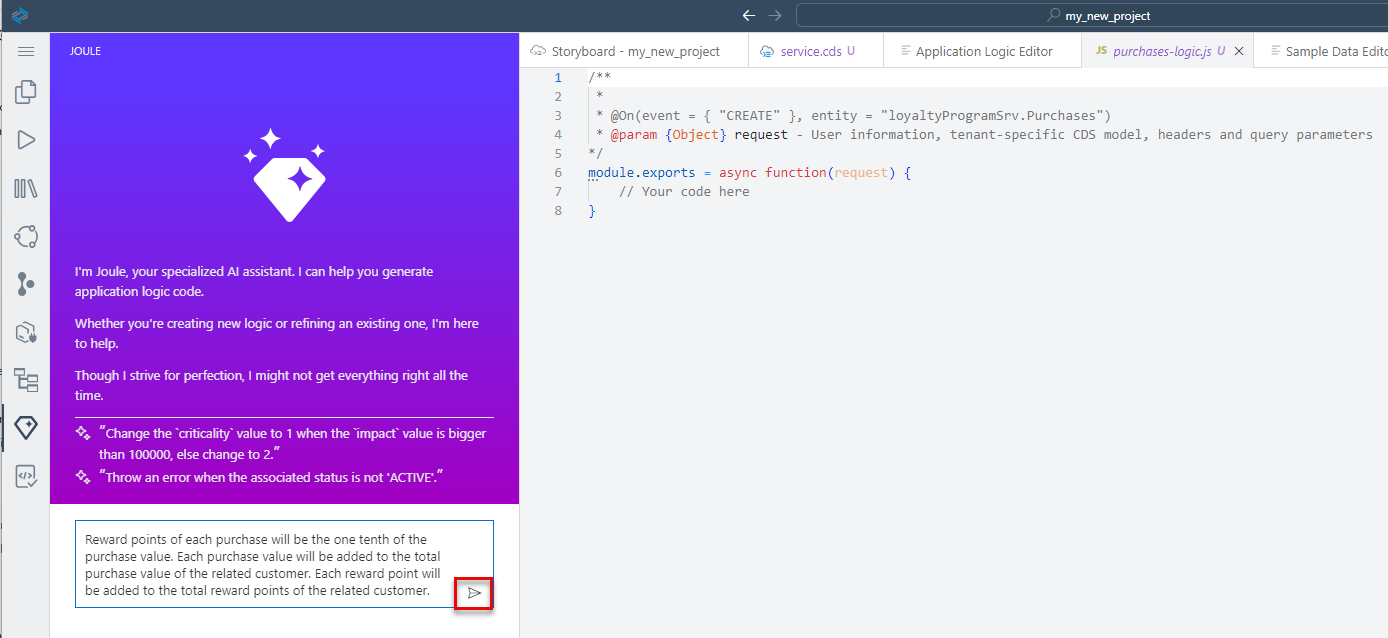 my_new_project
JOULE
Storyboard - my_new_project
service.cds U
Application Logic Editor
JS purchases-logic.js U
Sample Data Edito
I'm Joule, your specialized AI assistant. I can help you generate
application logic code.
Whether you're creating new logic or refining an existing one, I'm here
to help.
Though I strive for perfection, I might not get everything right all the
time.
"Change the `criticality` value to 1 when the `impact` value is bigger
than 100000, else change to 2."
"Throw an error when the associated status is not 'ACTIVE'."
Reward points of each purchase will be the one tenth of the
purchase value. Each purchase value will be added to the total
purchase value of the related customer. Each reward point will
be added to the total reward points of the related customer.
1 /**
2 *
3 * @On(event = { "CREATE" }, entity = "loyaltyProgramSrv.Purchases")
4 * @param {Object} request - User information, tenant-specific CDS model, headers and query parameters
5 */
6 module.exports = async function(request) {
7 // Your code here
8 }